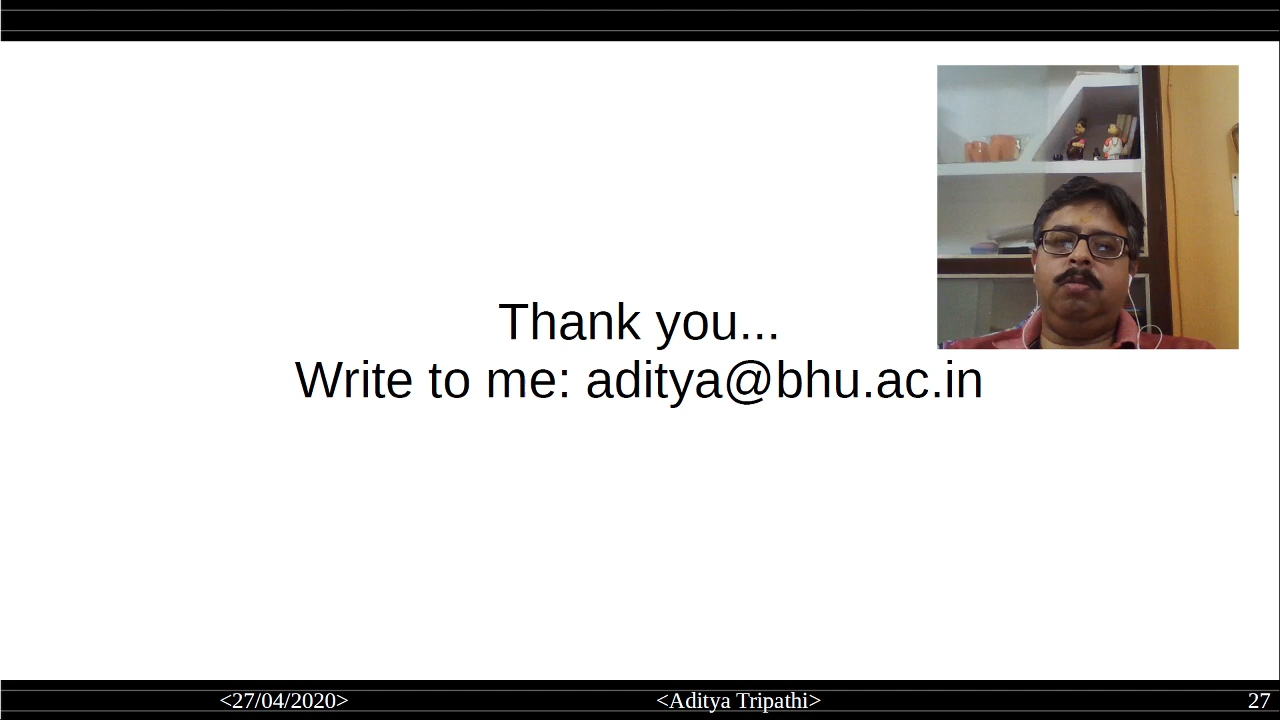 Thank you...
Write to me: aditya@bhu.ac.in
<27/04/2020>
<Aditya Tripathi>
27